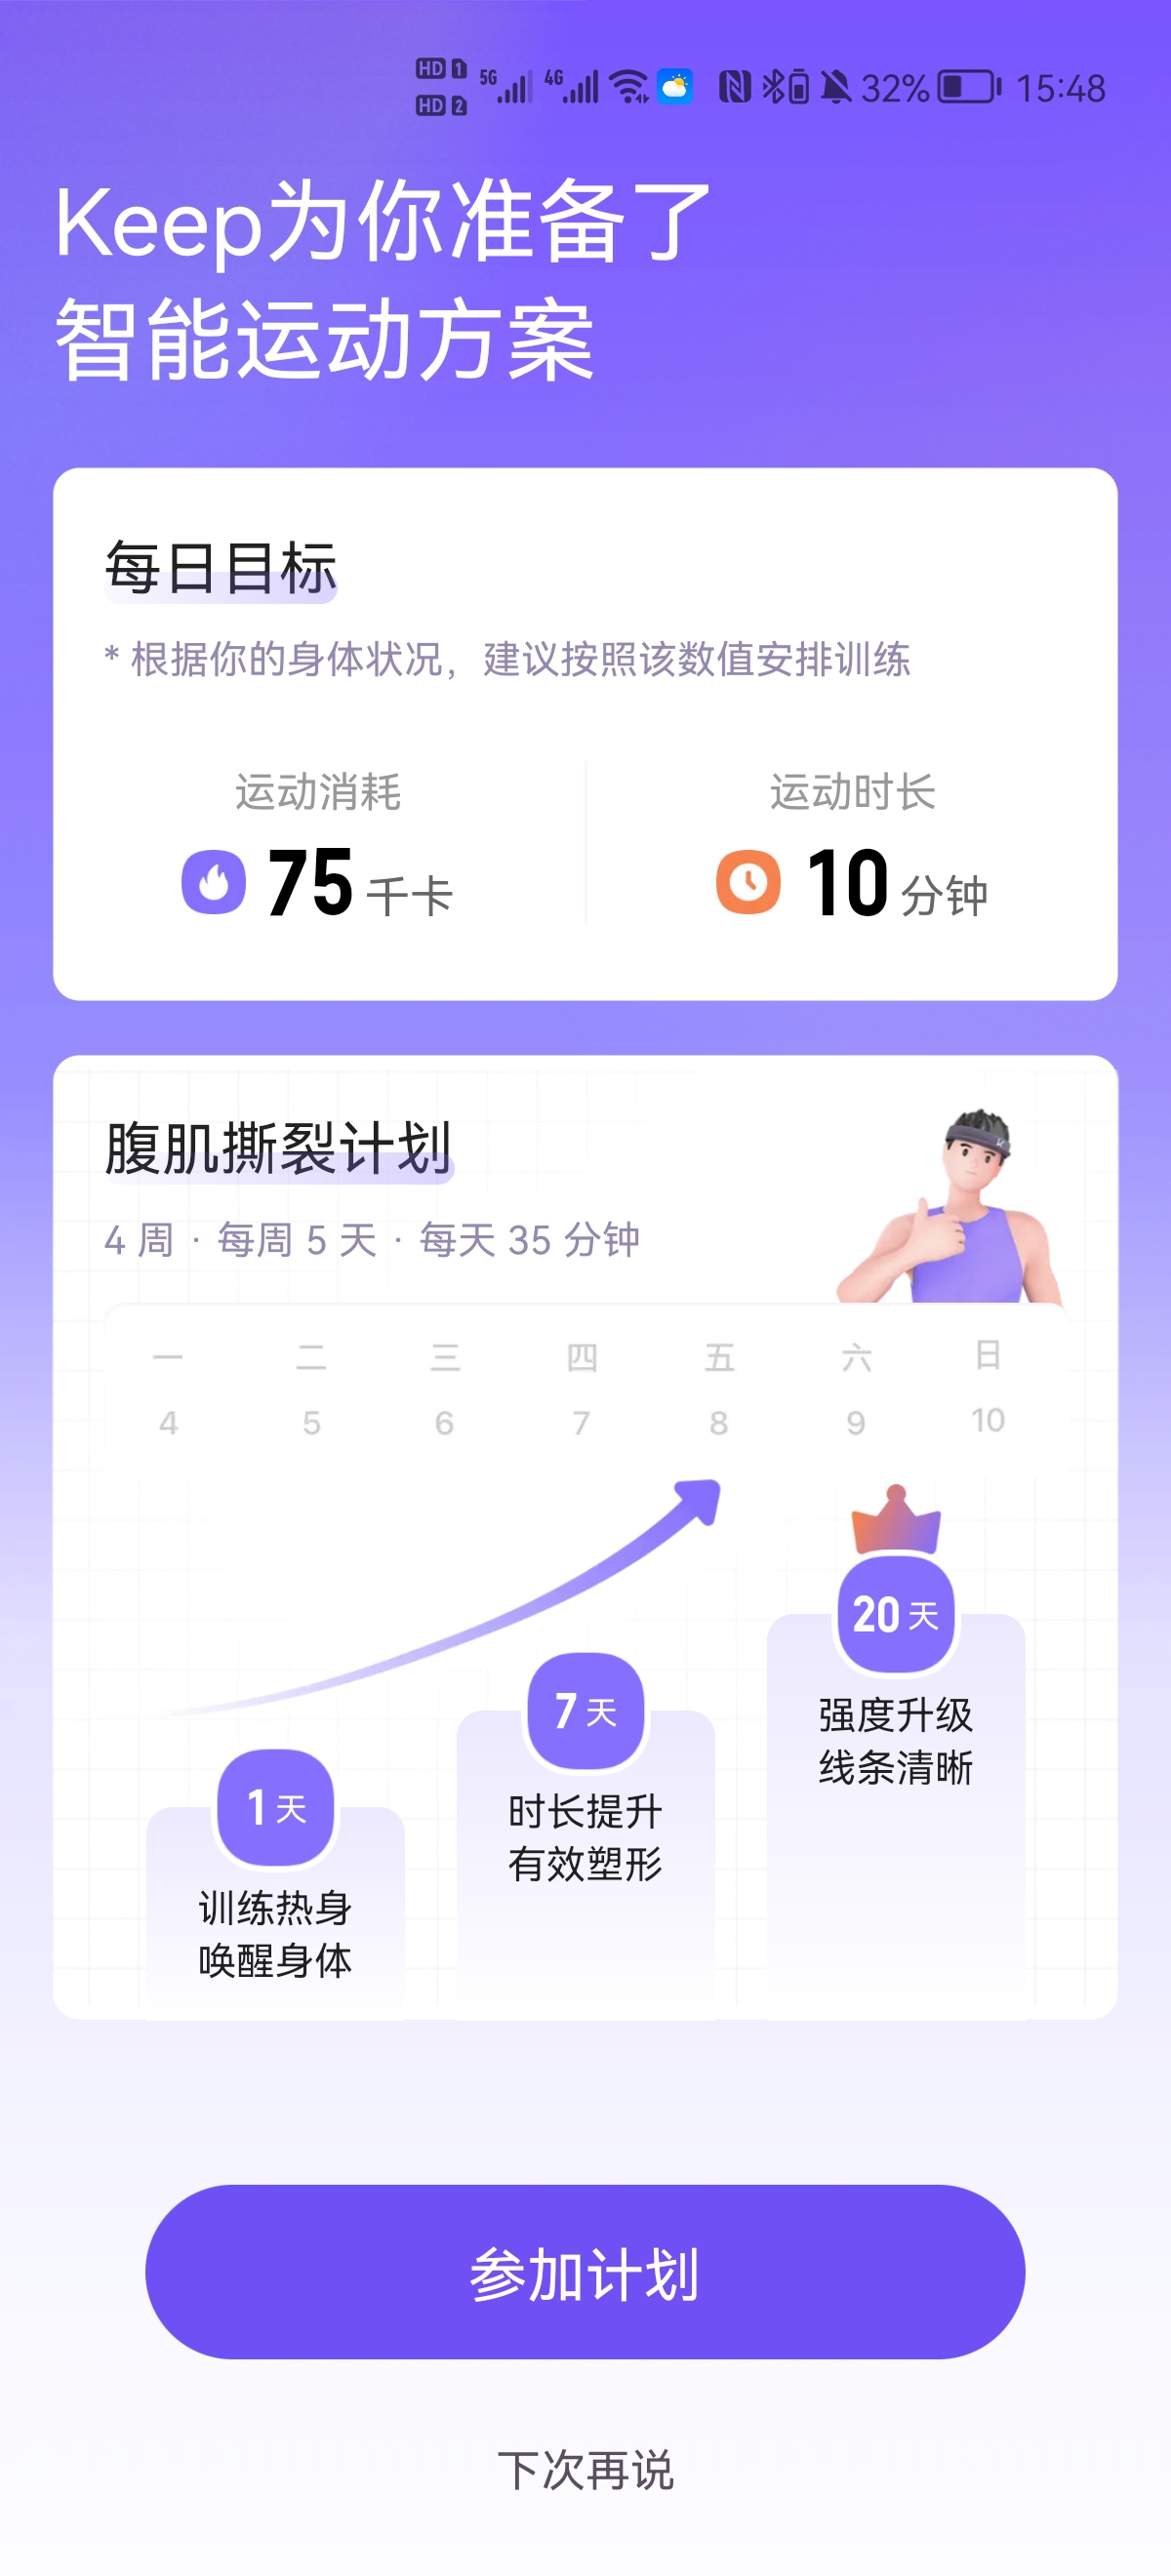 HD 1 5G 4G 32% 15:48
HD 2
Keep为你准备了
智能运动方案
每日目标
* 根据你的身体状况，建议按照该数值安排训练
运动消耗 运动时长
75 千卡 10 分钟
腹肌撕裂计划
4 周 · 每周 5 天 · 每天 35 分钟
一 二 三 四 五 六 日
4 5 6 7 8 9 10
20 天
强度升级
线条清晰
7 天
时长提升
有效塑形
1 天
训练热身
唤醒身体
参加计划
下次再说